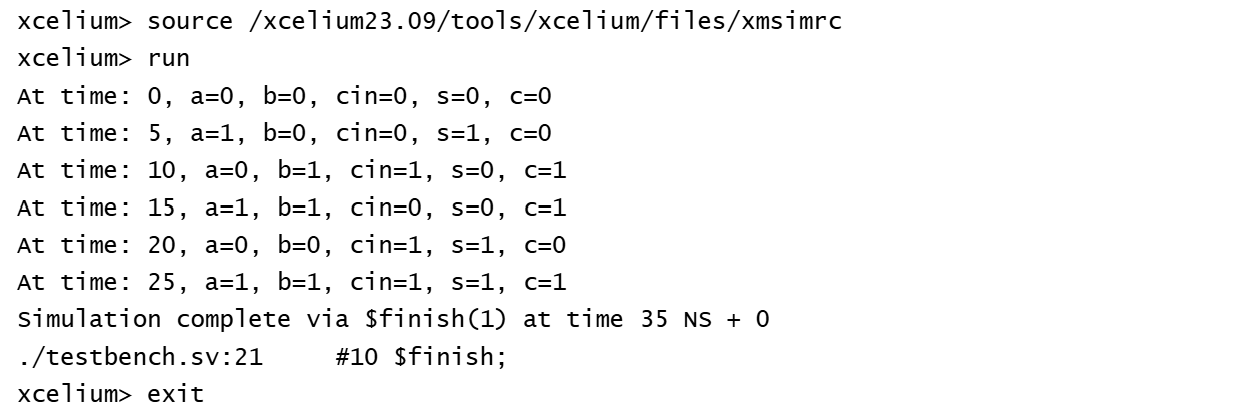 xcelium> source /xcelium23.09/tools/xcelium/files/xmsimrc
xcelium> run
At time: 0, a=0, b=0, cin=0, s=0, c=0
At time: 5, a=1, b=0, cin=0, s=1, c=0
At time: 10, a=0, b=1, cin=1, s=0, c=1
At time: 15, a=1, b=1, cin=0, s=0, c=1
At time: 20, a=0, b=0, cin=1, s=1, c=0
At time: 25, a=1, b=1, cin=1, s=1, c=1
Simulation complete via $finish(1) at time 35 NS + 0
./testbench.sv:21     #10 $finish;
xcelium> exit